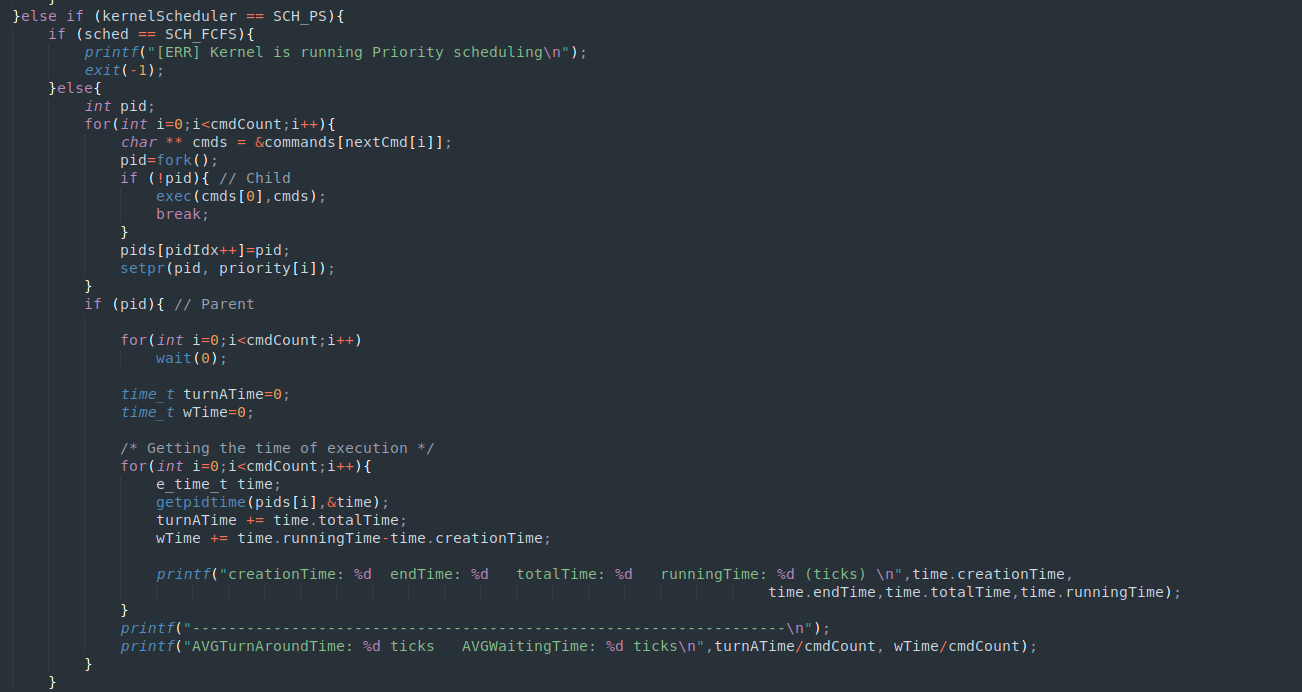 }
}else if (kernelScheduler == SCH_PS){
    if (sched == SCH_FCFS){
        printf("[ERR] Kernel is running Priority scheduling\n");
        exit(-1);
    }else{
        int pid;
        for(int i=0;i<cmdCount;i++){
            char ** cmds = &commands[nextCmd[i]];
            pid=fork();
            if (!pid){ // Child
                exec(cmds[0],cmds);
                break;
            }
            pids[pidIdx++]=pid;
            setpr(pid, priority[i]);
        }
        if (pid){ // Parent

            for(int i=0;i<cmdCount;i++)
                wait(0);

            time_t turnATime=0;
            time_t wTime=0;

            /* Getting the time of execution */
            for(int i=0;i<cmdCount;i++){
                e_time_t time;
                getpidtime(pids[i],&time);
                turnATime += time.totalTime;
                wTime += time.runningTime-time.creationTime;

                printf("creationTime: %d  endTime: %d   totalTime: %d   runningTime: %d (ticks) \n",time.creationTime,
                                                                                    time.endTime,time.totalTime,time.runningTime);
            }
            printf("------------------------------------------------------------------\n");
            printf("AVGTurnAroundTime: %d ticks   AVGWaitingTime: %d ticks\n",turnATime/cmdCount, wTime/cmdCount);
        }
    }